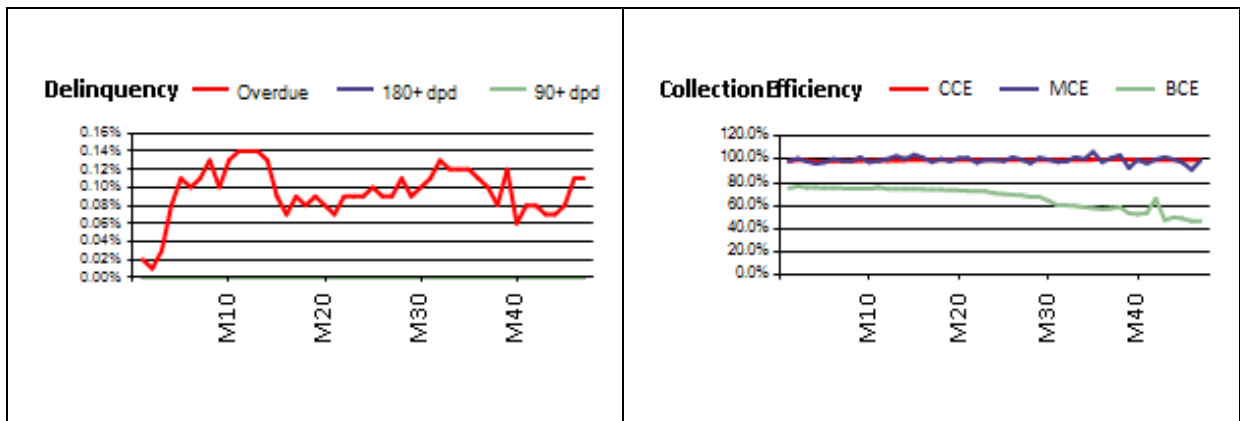 Delinquency Overdue 180+ dpd 90+ dpd
0.16%
0.14%
0.12%
0.10%
0.08%
0.06%
0.04%
0.02%
0.00%
M10
M20
M30
M40
Collection Efficiency CCE MCE BCE
120.0%
100.0%
80.0%
60.0%
40.0%
20.0%
0.0%
M10
M20
M30
M40